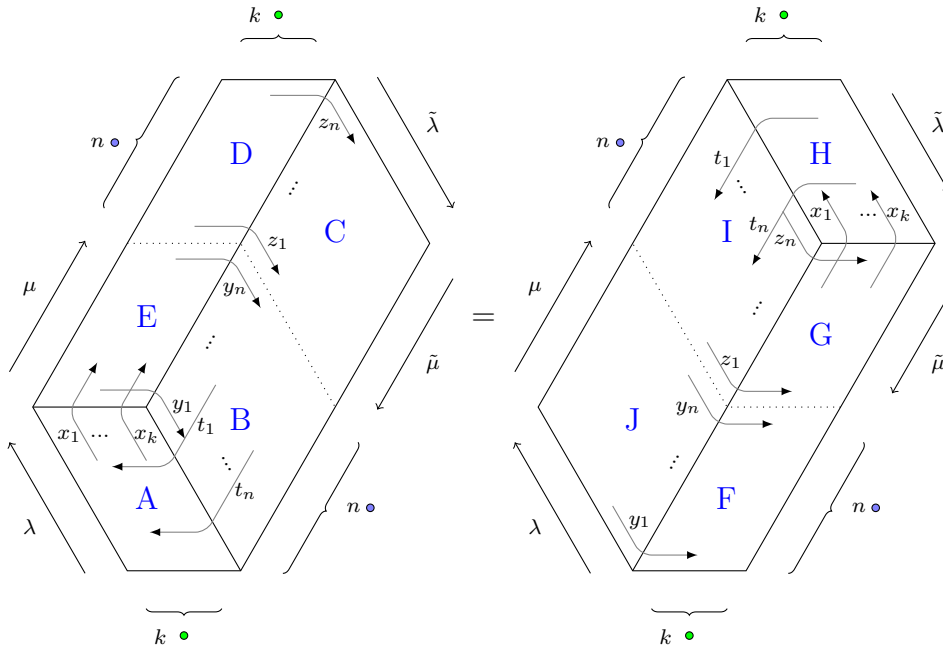 k k
n D z_n λ̃ n t_1 H λ̃
⋮ C ⋮ x_1 ... x_k
z_1 t_n I z_n
μ y_n μ
E ⋮ = ⋮ G
μ̃ z_1 μ̃
y_1 y_n
x_1 ... x_k t_1 B J
⋮ ⋮
A t_n n F n
λ λ y_1
k k